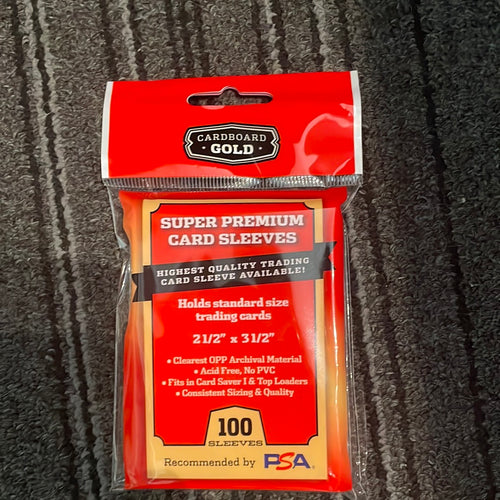 CARDBOARD
• GOLD •
SUPER PREMIUM
CARD SLEEVES
HIGHEST QUALITY TRADING
CARD SLEEVE AVAILABLE!
Holds standard size
trading cards
2 1/2" x 3 1/2"
• Clearest OPP Archival Material
• Acid Free, No PVC
• Fits in Card Saver I & Top Loaders
• Consistent Sizing & Quality
100
SLEEVES
Recommended by PSA